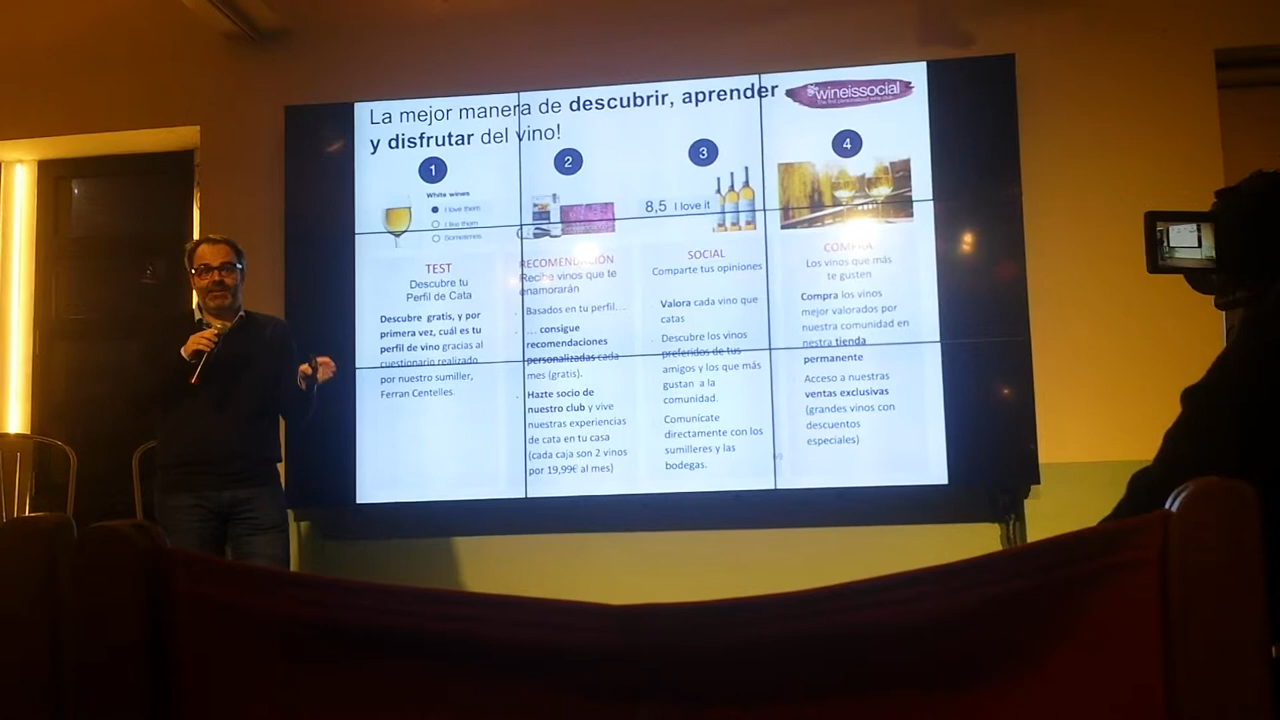 La mejor manera de descubrir, aprender
y disfrutar del vino!
wineissocial
The first personalized wine club
1
White wines
I love them
I like them
Sometimes
TEST
Descubre tu
Perfil de Cata
Descubre gratis, y por
primera vez, cuál es tu
perfil de vino gracias al
cuestionario realizado
por nuestro sumiller,
Ferran Centelles.
2
RECOMENDACIÓN
Recibe vinos que te
enamorarán
Basados en tu perfil...
... consigue
recomendaciones
personalizadas cada
mes (gratis).
Hazte socio de
nuestro club y vive
nuestras experiencias
de cata en tu casa
(cada caja son 2 vinos
por 19,99€ al mes)
3
8,5 I love it
SOCIAL
Comparte tus opiniones
Valora cada vino que
catas
Descubre los vinos
preferidos de tus
amigos y los que más
gustan a la
comunidad.
Comunícate
directamente con los
sumilleres y las
bodegas.
4
COMPRA
Los vinos que más
te gusten
Compra los vinos
mejor valorados por
nuestra comunidad en
nestra tienda
permanente
Acceso a nuestras
ventas exclusivas
(grandes vinos con
descuentos
especiales)